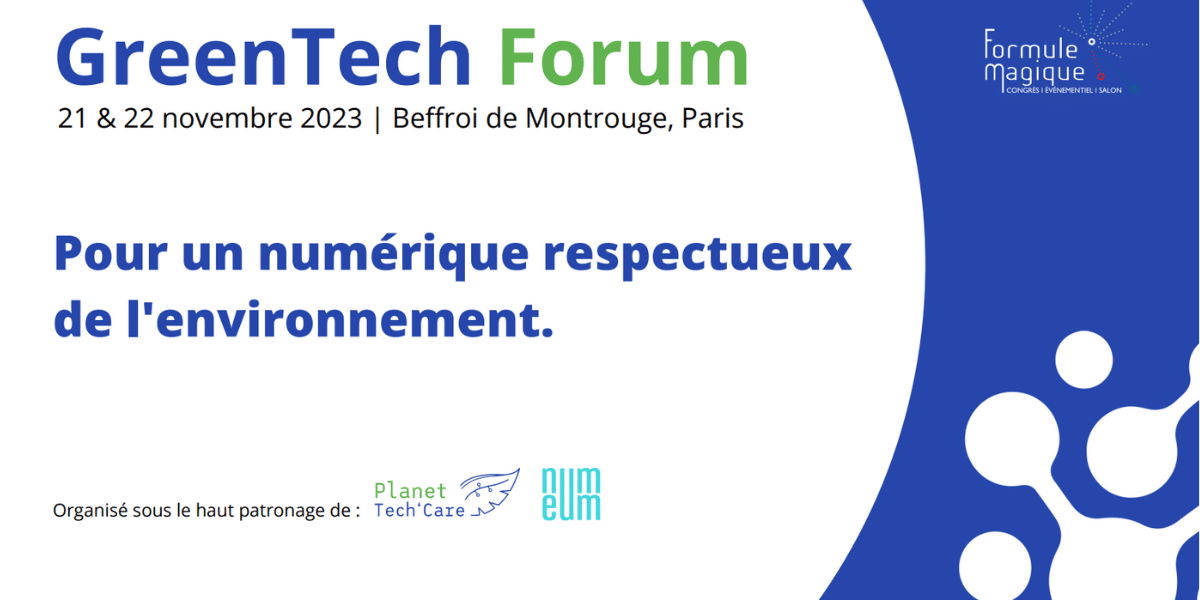 GreenTech Forum
21 & 22 novembre 2023 | Beffroi de Montrouge, Paris
Formule
Magique
CONGRÈS I ÉVÉNEMENTIEL I SALON
Pour un numérique respectueux
de l'environnement.
Organisé sous le haut patronage de :
Planet
Tech'Care
num
eum